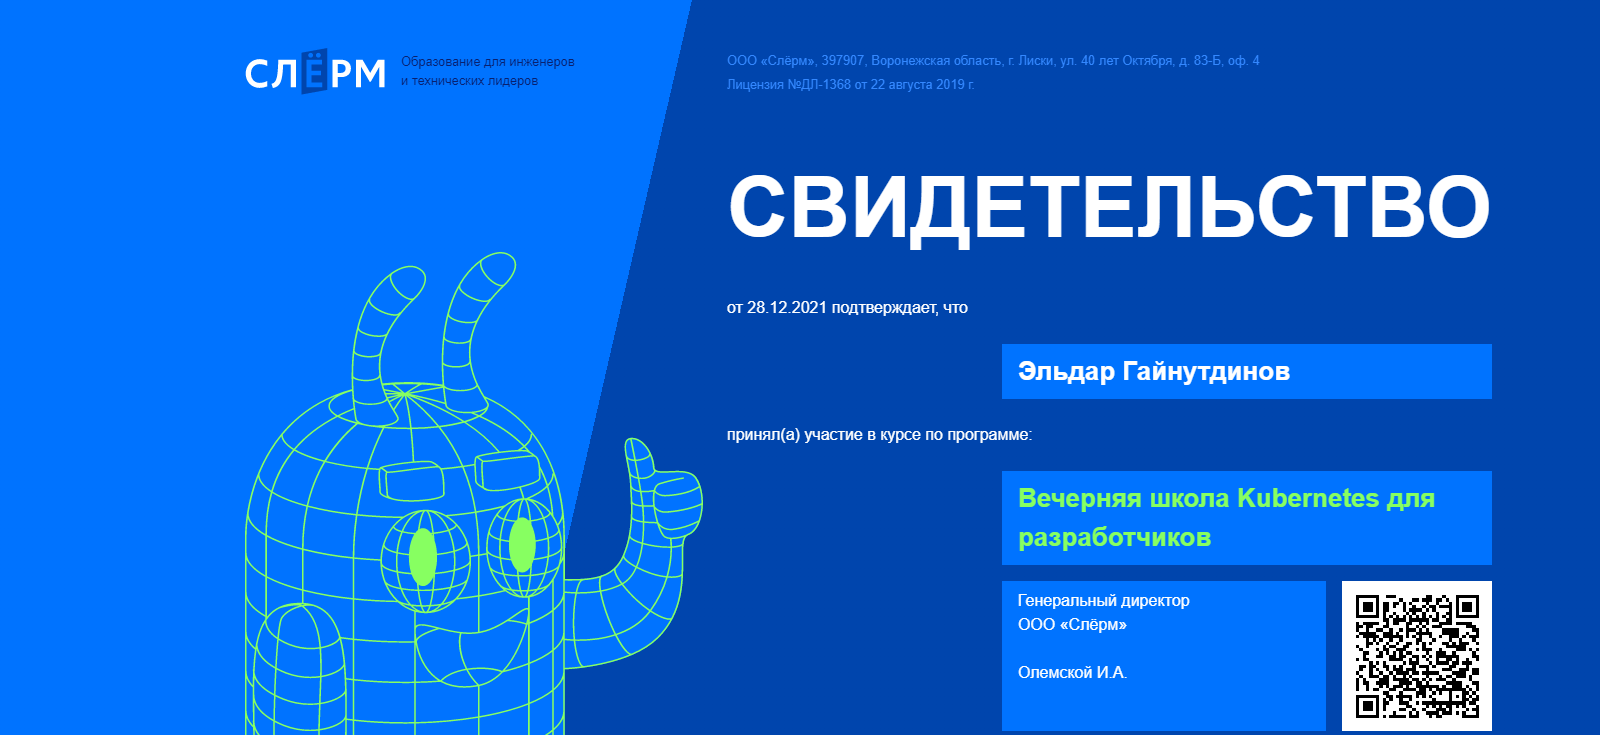 СЛЁРМ
Образование для инженеров
и технических лидеров
ООО «Слёрм», 397907, Воронежская область, г. Лиски, ул. 40 лет Октября, д. 83-Б, оф. 4
Лицензия №ДЛ-1368 от 22 августа 2019 г.
СВИДЕТЕЛЬСТВО
от 28.12.2021 подтверждает, что
Эльдар Гайнутдинов
принял(а) участие в курсе по программе:
Вечерняя школа Kubernetes для
разработчиков
Генеральный директор
ООО «Слёрм»
Олемской И.А.